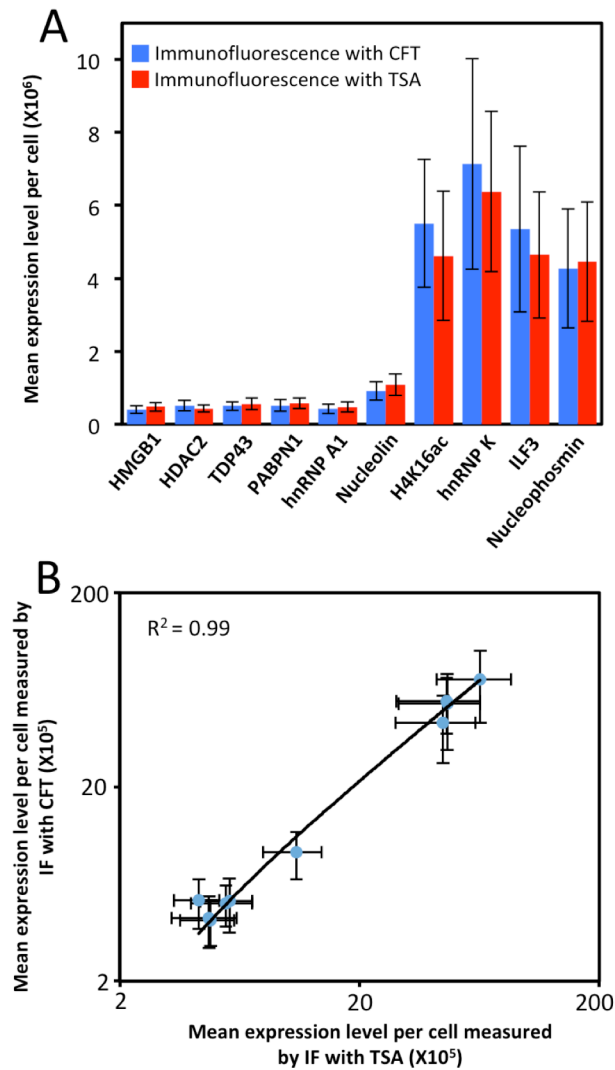 A
Immunofluorescence with CFT
Immunofluorescence with TSA
Mean expression level per cell (X10⁶)
10
8
6
4
2
0
HMGB1
HDAC2
TDP43
PABPN1
hnRNP A1
Nucleolin
H4K16ac
hnRNP K
ILF3
Nucleophosmin
B
200
R² = 0.99
Mean expression level per cell measured by
IF with CFT (X10⁵)
20
2
2
20
200
Mean expression level per cell measured
by IF with TSA (X10⁵)